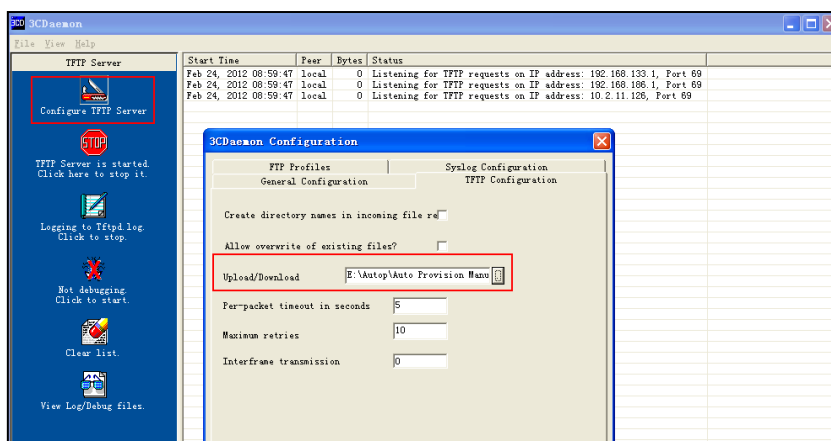 3CD 3CDaemon
File View Help
TFTP Server
Configure TFTP Server
STOP
TFTP Server is started.
Click here to stop it.
Logging to Tftpd.log.
Click to stop.
Not debugging.
Click to start.
Clear list.
View Log/Debug files.
Start Time Peer Bytes Status
Feb 24, 2012 08:59:47 local 0 Listening for TFTP requests on IP address: 192.168.133.1, Port 69
Feb 24, 2012 08:59:47 local 0 Listening for TFTP requests on IP address: 192.168.186.1, Port 69
Feb 24, 2012 08:59:47 local 0 Listening for TFTP requests on IP address: 10.2.11.126, Port 69
3CDaemon Configuration
FTP Profiles Syslog Configuration
General Configuration TFTP Configuration
Create directory names in incoming file re
Allow overwrite of existing files?
Upload/Download E:\Autop\Auto Provision Manu
Per-packet timeout in seconds 5
Maximum retries 10
Interframe transmission 0